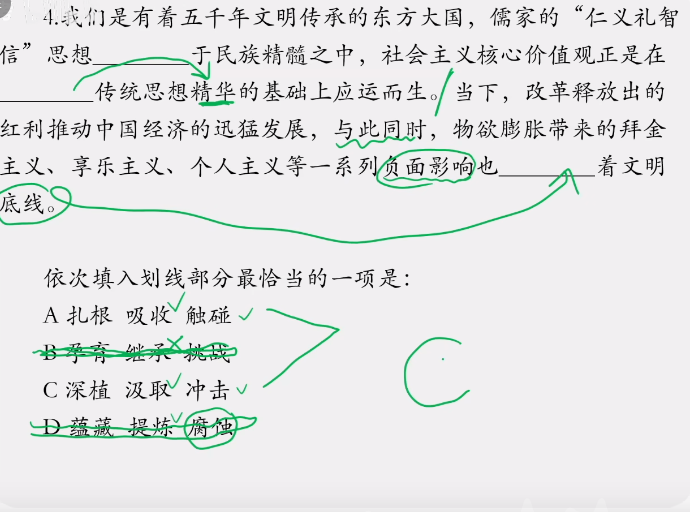 4.我们是有着五千年文明传承的东方大国，儒家的“仁义礼智
信”思想________于民族精髓之中，社会主义核心价值观正是在
________传统思想精华的基础上应运而生。当下，改革释放出的
红利推动中国经济的迅猛发展，与此同时，物欲膨胀带来的拜金
主义、享乐主义、个人主义等一系列负面影响也________着文明
底线。
依次填入划线部分最恰当的一项是：
A 扎根 吸收 触碰
B 孕育 继承 挑战
C 深植 汲取 冲击
D 蕴藏 提炼 腐蚀
C